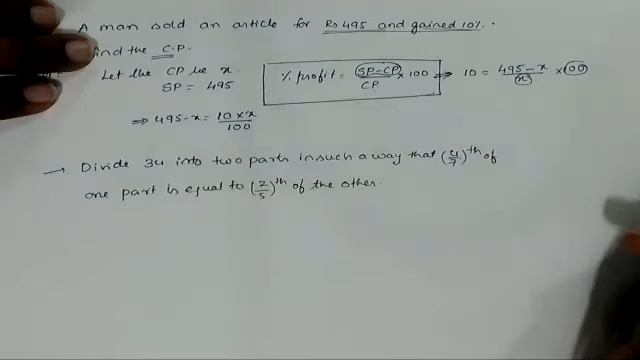 A man sold an article for Rs 495 and gained 10%.
Find the C.P.
Let the CP be x.
SP = 495
% profit = (SP-CP)/CP × 100 ⇒ 10 = (495-x)/x × 100
⇒ 495-x = (10×x)/100
→ Divide 34 into two parts in such a way that (4/7)th of
one part is equal to (2/5)th of the other.